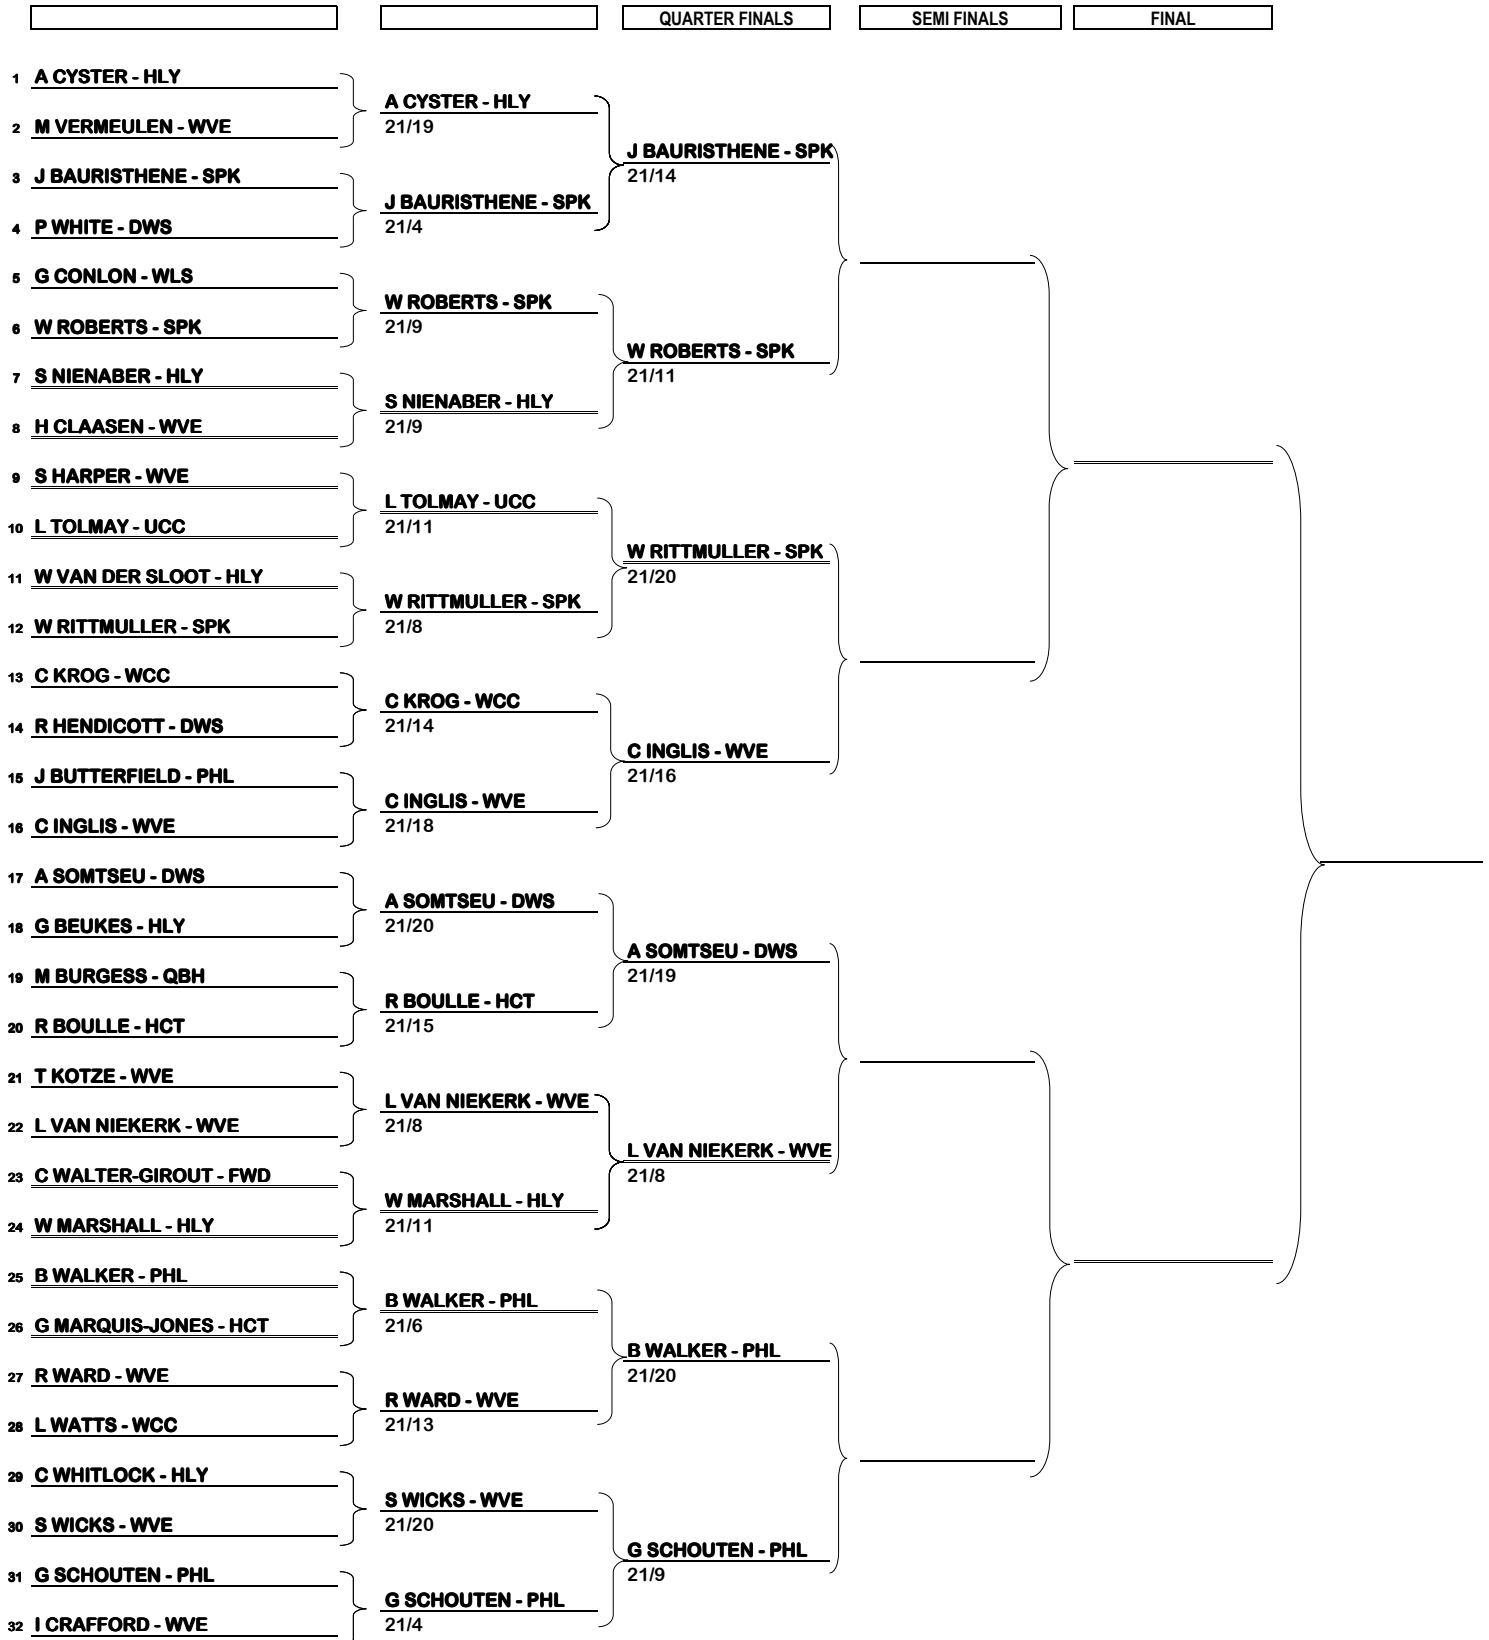 QUARTER FINALS SEMI FINALS FINAL
1 A CYSTER - HLY
A CYSTER - HLY
2 M VERMEULEN - WVE
21/19
J BAURISTHENE - SPK
3 J BAURISTHENE - SPK
21/14
J BAURISTHENE - SPK
4 P WHITE - DWS
21/4
5 G CONLON - WLS
W ROBERTS - SPK
6 W ROBERTS - SPK
21/9
W ROBERTS - SPK
7 S NIENABER - HLY
21/11
S NIENABER - HLY
8 H CLAASEN - WVE
21/9
9 S HARPER - WVE
L TOLMAY - UCC
10 L TOLMAY - UCC
21/11
W RITTMULLER - SPK
11 W VAN DER SLOOT - HLY
21/20
W RITTMULLER - SPK
12 W RITTMULLER - SPK
21/8
13 C KROG - WCC
C KROG - WCC
14 R HENDICOTT - DWS
21/14
C INGLIS - WVE
15 J BUTTERFIELD - PHL
21/16
C INGLIS - WVE
16 C INGLIS - WVE
21/18
17 A SOMTSEU - DWS
A SOMTSEU - DWS
18 G BEUKES - HLY
21/20
A SOMTSEU - DWS
19 M BURGESS - QBH
21/19
R BOULLE - HCT
20 R BOULLE - HCT
21/15
21 T KOTZE - WVE
L VAN NIEKERK - WVE
22 L VAN NIEKERK - WVE
21/8
L VAN NIEKERK - WVE
23 C WALTER-GIROUT - FWD
21/8
W MARSHALL - HLY
24 W MARSHALL - HLY
21/11
25 B WALKER - PHL
B WALKER - PHL
26 G MARQUIS-JONES - HCT
21/6
B WALKER - PHL
27 R WARD - WVE
21/20
R WARD - WVE
28 L WATTS - WCC
21/13
29 C WHITLOCK - HLY
S WICKS - WVE
30 S WICKS - WVE
21/20
G SCHOUTEN - PHL
31 G SCHOUTEN - PHL
21/9
G SCHOUTEN - PHL
32 I CRAFFORD - WVE
21/4